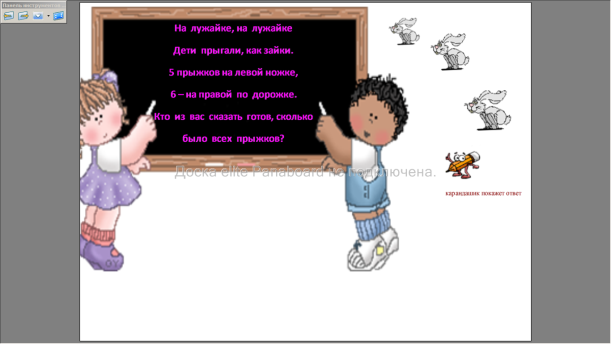 Панель инструментов
На лужайке, на лужайке
Дети прыгали, как зайки.
5 прыжков на левой ножке,
6 – на правой по дорожке.
Кто из вас сказать готов, сколько
было всех прыжков?
Доска elite Panaboard не подключена.
карандашик покажет ответ